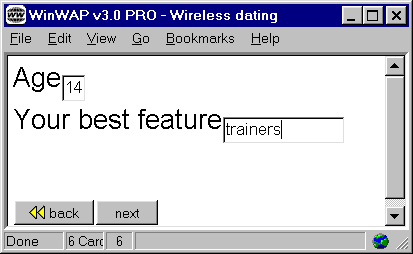 WinWAP v3.0 PRO - Wireless dating
File Edit View Go Bookmarks Help
Age 14
Your best feature trainers
back next
Done 6 Card 6